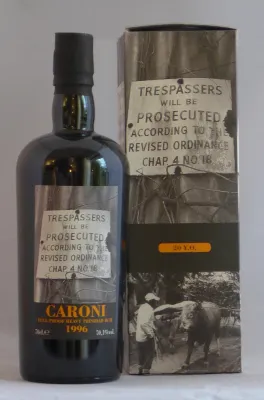 TRESPASSERS
WILL BE
PROSECUTED
ACCORDING TO THE
REVISED ORDINANCE
CHAP. 4 NO 16
CARONI
1996
70cl
TRESPASSERS
WILL BE
PROSECUTED
ACCORDING TO THE
REVISED ORDINANCE
CHAP 4 NO 16